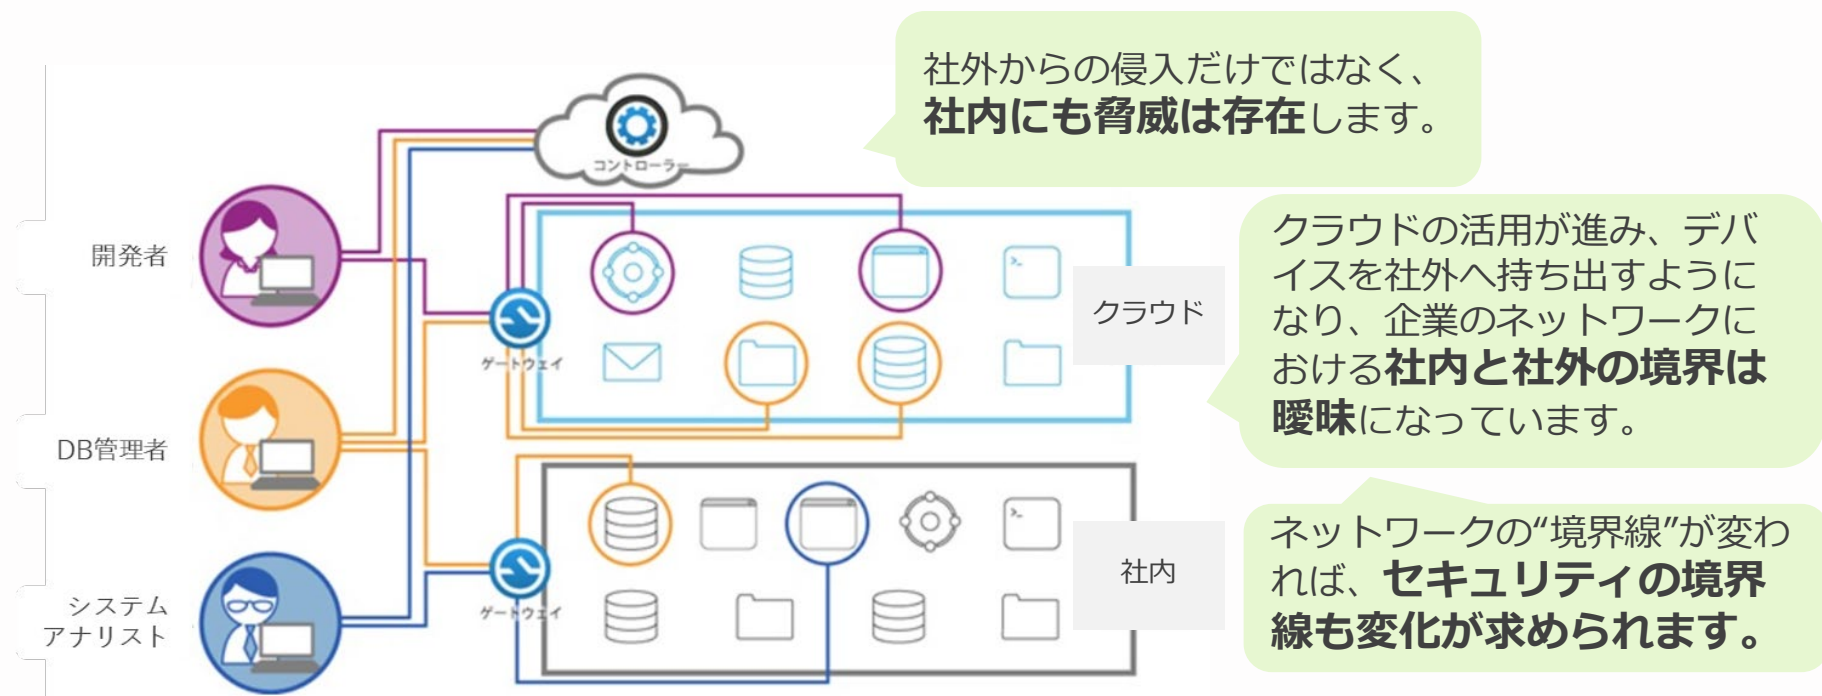 社外からの侵入だけではなく、
社内にも脅威は存在します。
コントローラー
開発者
ゲートウェイ
>_
クラウド
クラウドの活用が進み、デバ
イスを社外へ持ち出すように
なり、企業のネットワークに
おける社内と社外の境界は
曖昧になっています。
DB管理者
>_
社内
ゲートウェイ
システム
アナリスト
ネットワークの“境界線”が変わ
れば、セキュリティの境界
線も変化が求められます。